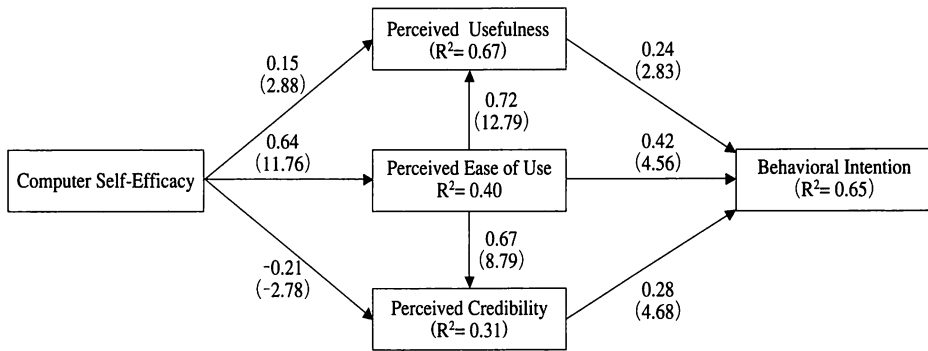 Perceived Usefulness
(R²= 0.67)
0.15
(2.88)
0.24
(2.83)
0.72
(12.79)
0.64
(11.76)
0.42
(4.56)
Computer Self-Efficacy
Perceived Ease of Use
R²= 0.40
Behavioral Intention
(R²= 0.65)
0.67
(8.79)
-0.21
(-2.78)
0.28
(4.68)
Perceived Credibility
(R²= 0.31)